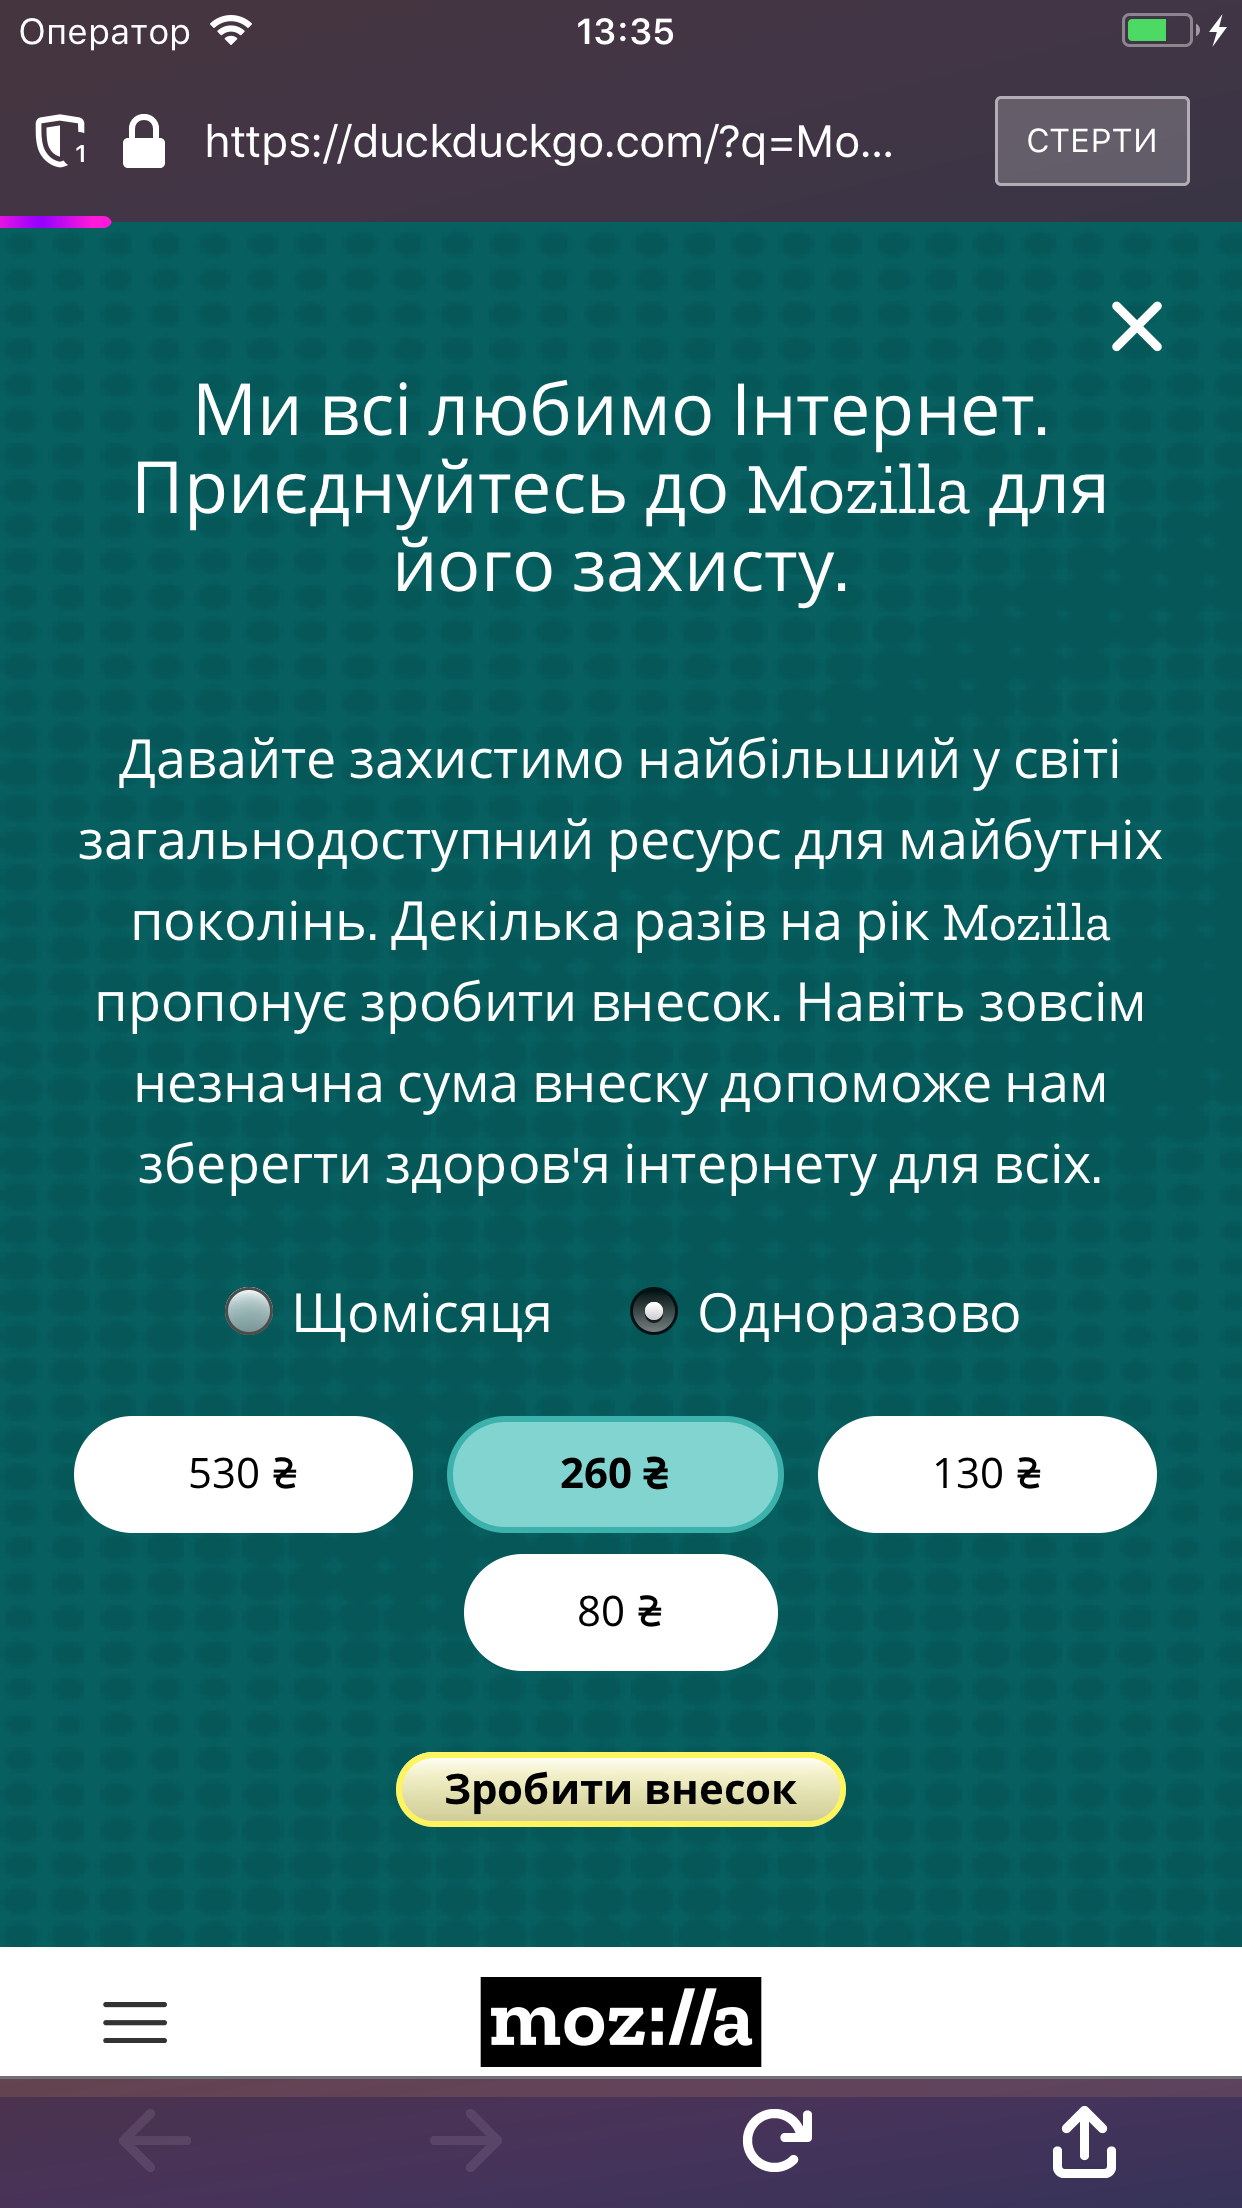 Оператор 13:35
1 https://duckduckgo.com/?q=Mo... СТЕРТИ
Ми всі любимо Інтернет.
Приєднуйтесь до Mozilla для
його захисту.
Давайте захистимо найбільший у світі
загальнодоступний ресурс для майбутніх
поколінь. Декілька разів на рік Mozilla
пропонує зробити внесок. Навіть зовсім
незначна сума внеску допоможе нам
зберегти здоров'я інтернету для всіх.
Щомісяця Одноразово
530 ₴ 260 ₴ 130 ₴
80 ₴
Зробити внесок
moz://a